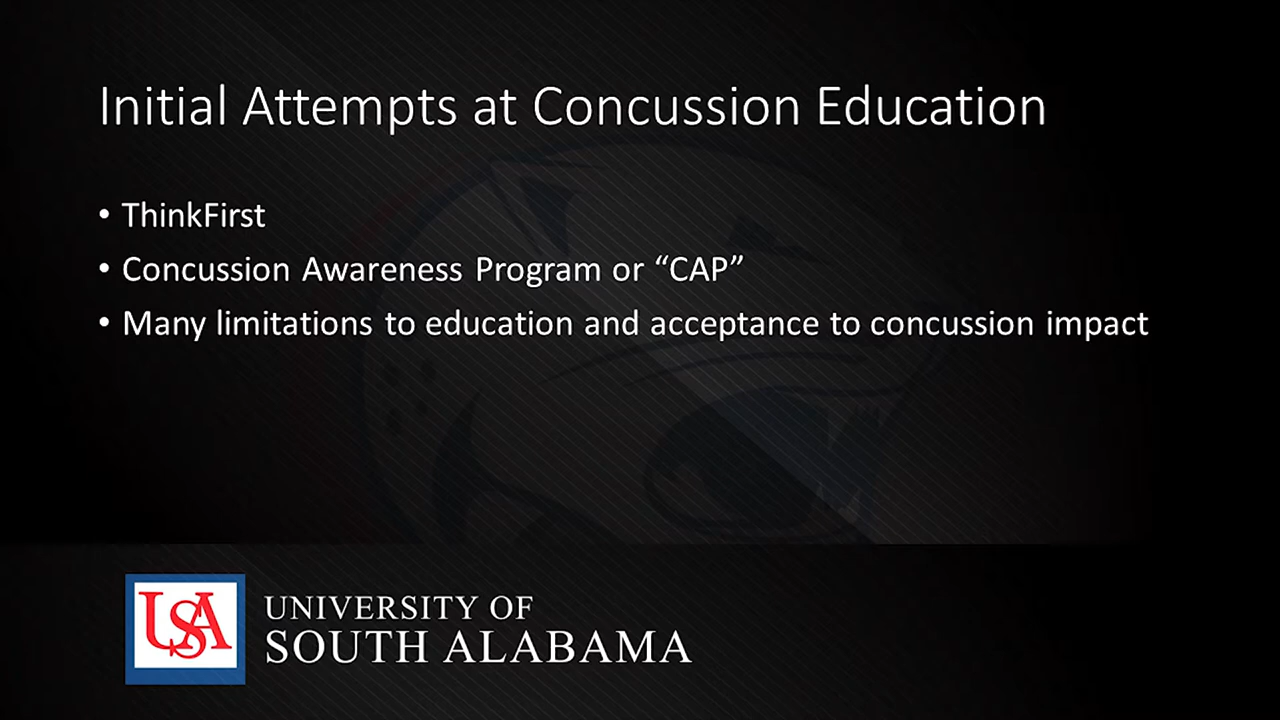 Initial Attempts at Concussion Education
• ThinkFirst
• Concussion Awareness Program or “CAP”
• Many limitations to education and acceptance to concussion impact
USA
UNIVERSITY OF
SOUTH ALABAMA